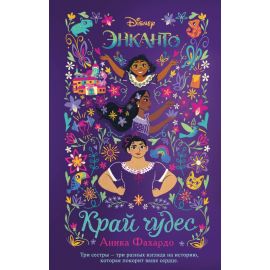 Disney
ЭНКАНТО
Край чудес
Аника Фахардо
Три сестры – три разных взгляда на историю,
которая покорит ваше сердце.